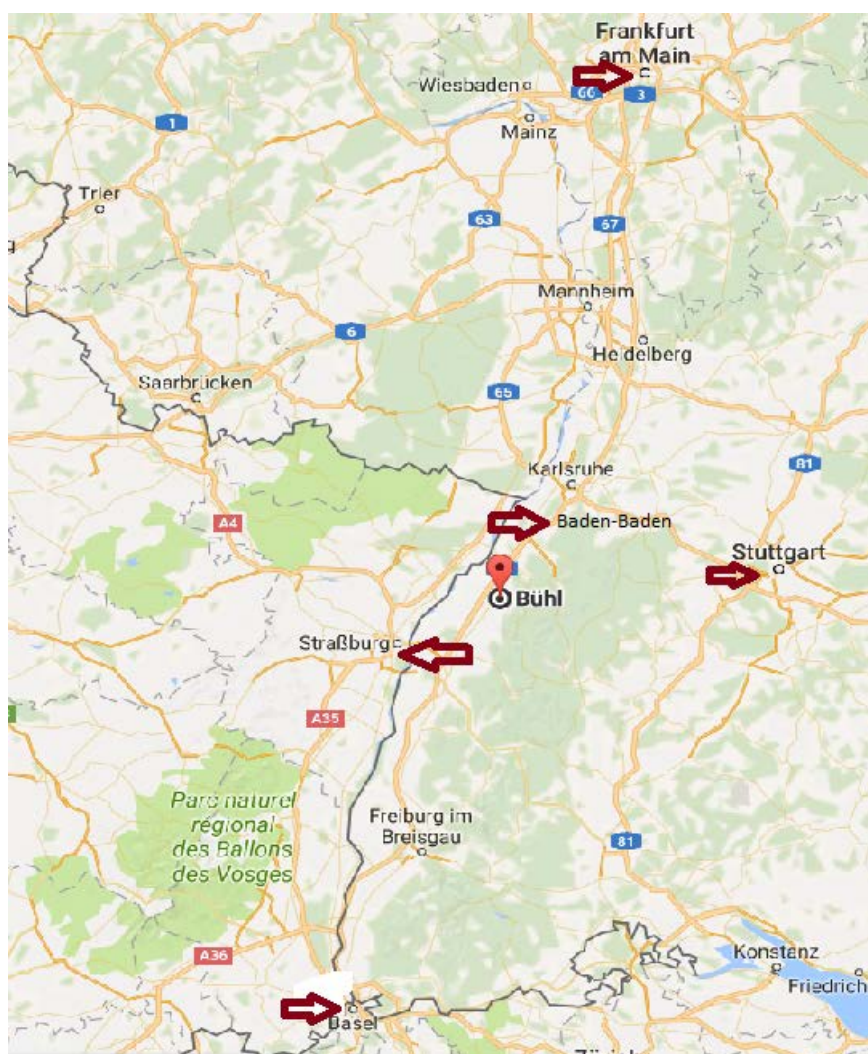 Frankfurt
am Main
Wiesbaden
66
3
1
Mainz
Trier
63
67
Mannheim
6
Heidelberg
Saarbrücken
65
Karlsruhe
81
A4
Baden-Baden
Stuttgart
Bühl
Straßburg
A35
Parc naturel
régional
des Ballons
des Vosges
Freiburg im
Breisgau
81
A36
Konstanz
Friedrich
Basel